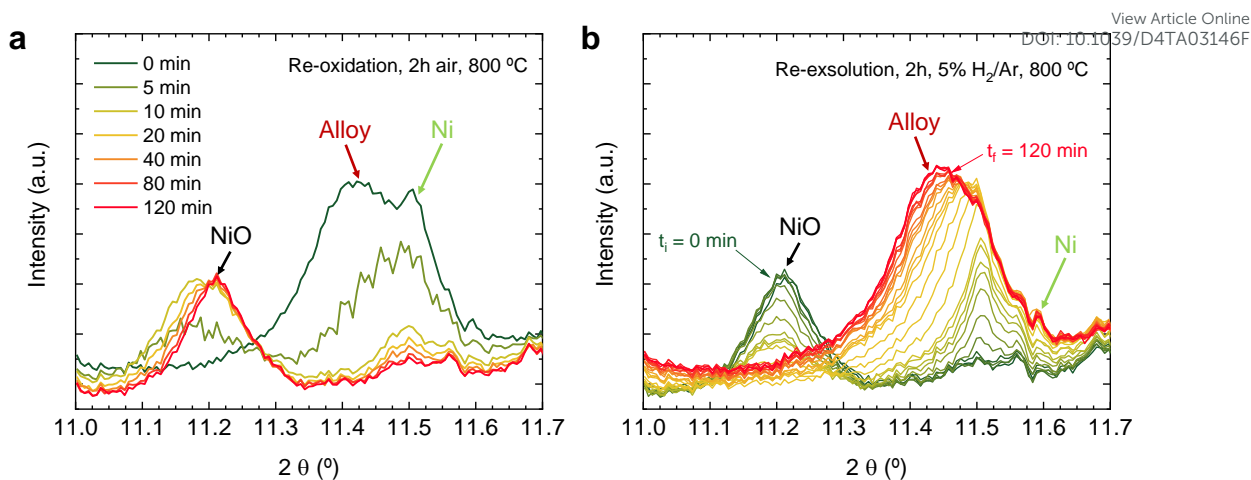 View Article Online
DOI: 10.1039/D4TA03146F
a
0 min
5 min
10 min
20 min
40 min
80 min
120 min
Re-oxidation, 2h air, 800 ºC
Alloy
Ni
NiO
Intensity (a.u.)
11.0 11.1 11.2 11.3 11.4 11.5 11.6 11.7
2 θ (º)
b
Re-exsolution, 2h, 5% H₂/Ar, 800 ºC
Alloy
t_f = 120 min
NiO
t_i = 0 min
Ni
Intensity (a.u.)
11.0 11.1 11.2 11.3 11.4 11.5 11.6 11.7
2 θ (º)